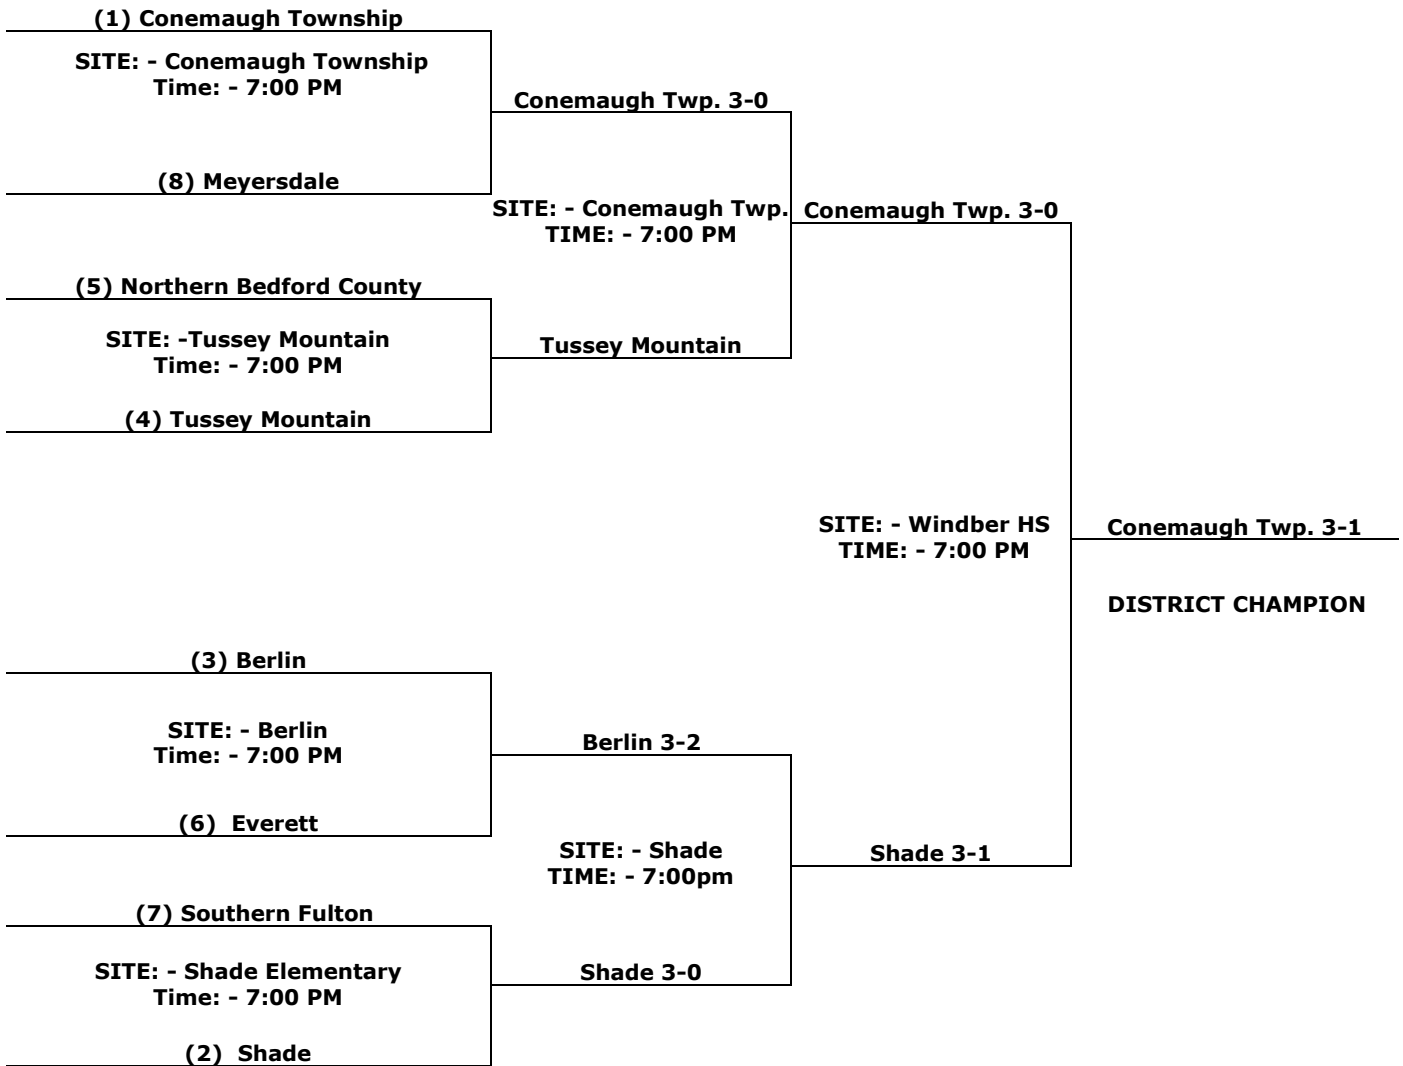 (1) Conemaugh Township
SITE: - Conemaugh Township
Time: - 7:00 PM
Conemaugh Twp. 3-0
(8) Meyersdale
SITE: - Conemaugh Twp.
TIME: - 7:00 PM
Conemaugh Twp. 3-0
(5) Northern Bedford County
SITE: -Tussey Mountain
Time: - 7:00 PM
Tussey Mountain
(4) Tussey Mountain
SITE: - Windber HS
TIME: - 7:00 PM
Conemaugh Twp. 3-1
DISTRICT CHAMPION
(3) Berlin
SITE: - Berlin
Time: - 7:00 PM
Berlin 3-2
(6)  Everett
SITE: - Shade
TIME: - 7:00pm
Shade 3-1
(7) Southern Fulton
SITE: - Shade Elementary
Time: - 7:00 PM
Shade 3-0
(2)  Shade